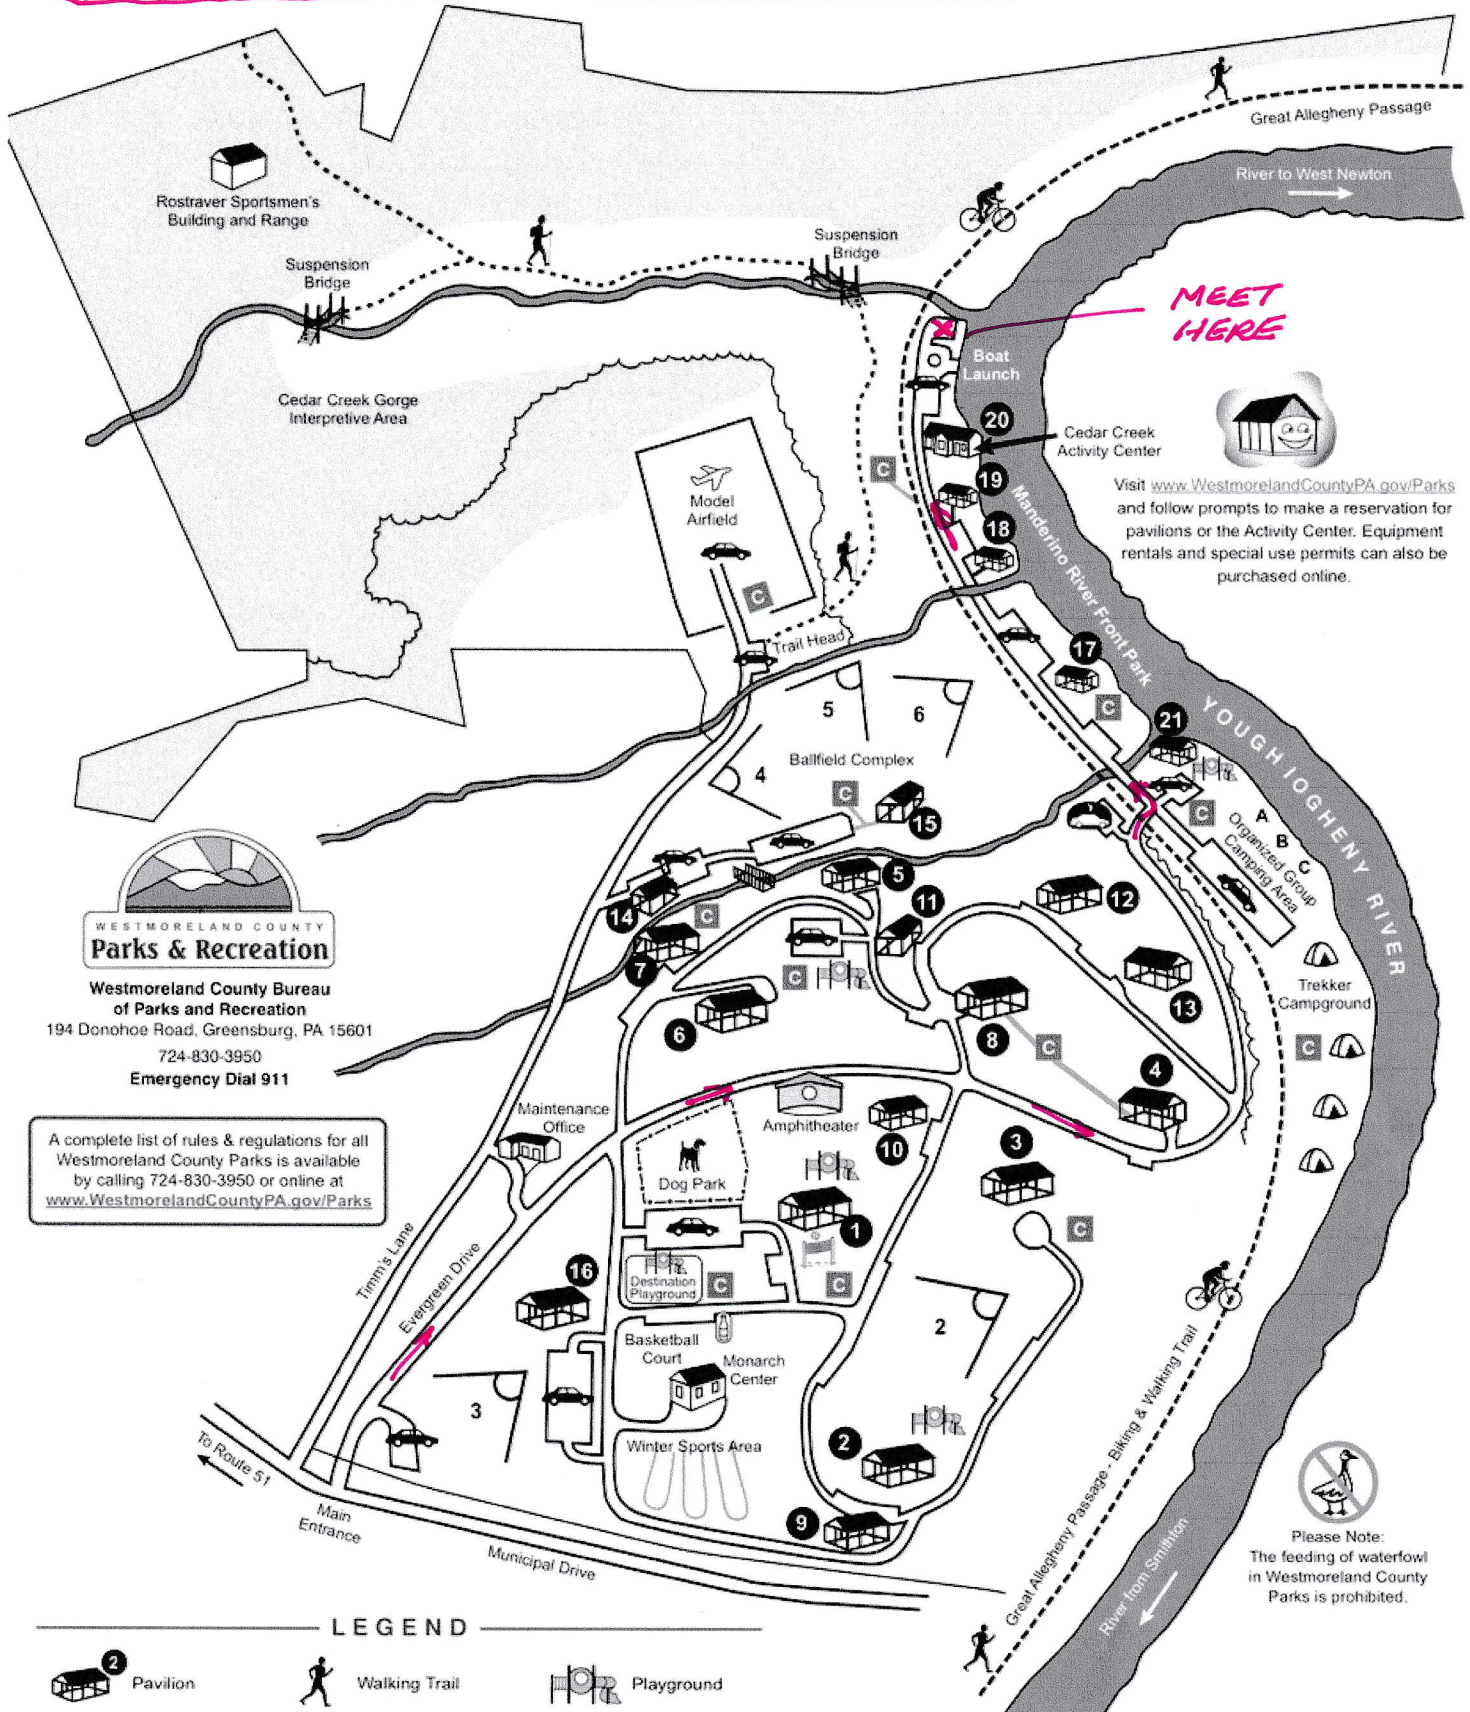 Great Allegheny Passage
River to West Newton
Rostraver Sportsmen's
Building and Range
Suspension
Bridge
Suspension
Bridge
MEET
HERE
Boat
Launch
Cedar Creek Gorge
Interpretive Area
20
Cedar Creek
Activity Center
C
19
18
Model
Airfield
C
Visit www.WestmorelandCountyPA.gov/Parks
and follow prompts to make a reservation for
pavilions or the Activity Center. Equipment
rentals and special use permits can also be
purchased online.
Manderino River Front Park
Trail Head
17
C
5
6
21
YOUGHIOGHENY RIVER
4
Ballfield Complex
C
15
C
A
B
C
Organized Group
Camping Area
14
C
5
11
12
7
C
6
8
C
13
4
Trekker
Campground
C
WESTMORELAND COUNTY
Parks & Recreation
Westmoreland County Bureau
of Parks and Recreation
194 Donohoe Road, Greensburg, PA 15601
724-830-3950
Emergency Dial 911
A complete list of rules & regulations for all
Westmoreland County Parks is available
by calling 724-830-3950 or online at
www.WestmorelandCountyPA.gov/Parks
Maintenance
Office
Amphitheater
10
3
Dog Park
1
C
Timm's Lane
Evergreen Drive
16
Destination
Playground
C
C
2
Basketball
Court
Monarch
Center
3
Winter Sports Area
2
9
To Route 51
Main
Entrance
Municipal Drive
Great Allegheny Passage - Biking & Walking Trail
River from Smithton
Please Note:
The feeding of waterfowl
in Westmoreland County
Parks is prohibited.
LEGEND
2
Pavilion
Walking Trail
Playground